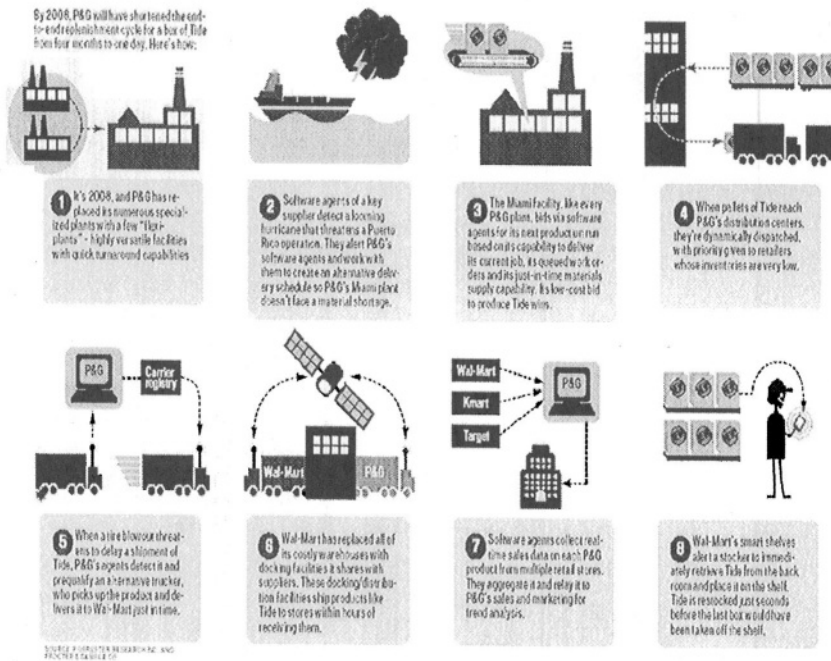 By 2008, P&G will have shortened the end-
to-end replenishment cycle for a box of Tide
from four months to one day. Here's how:
1 It's 2008, and P&G has re-
placed its numerous special-
ized plants with a few "flexi-
plants" - highly versatile facilities
with quick turnaround capabilities
2 Software agents of a key
supplier detect a looming
hurricane that threatens a Puerto
Rico operation. They alert P&G's
software agents and work with
them to create an alternative deliv-
ery schedule so P&G's Miami plant
doesn't face a material shortage.
3 The Miami facility, like every
P&G plant, bids via software
agents for its next production run
based on its capability to deliver
its current job, its queued work or-
ders and its just-in-time materials
supply capability. Its low-cost bid
to produce Tide wins.
4 When pallets of Tide reach
P&G's distribution centers,
they're dynamically dispatched,
with priority given to retailers
whose inventories are very low.
P&G
Carrier
registry
5 When a tire blowout threat-
ens to delay a shipment of
Tide, P&G's agents detect it and
prequalify an alternative trucker,
who picks up the product and de-
livers it to Wal-Mart just in time.
Wal-Mart
P&G
6 Wal-Mart has replaced all of
its costly warehouses with
docking facilities it shares with
suppliers. These docking/distribu-
tion facilities ship products like
Tide to stores within hours of
receiving them.
Wal-Mart
Kmart
Target
P&G
7 Software agents collect real-
time sales data on each P&G
product from multiple retail stores.
They aggregate it and relay it to
P&G's sales and marketing for
trend analysis.
8 Wal-Mart's smart shelves
alert a stocker to immedi-
ately retrieve Tide from the back
room and place it on the shelf.
Tide is restocked just seconds
before the last box would have
been taken off the shelf.
SOURCE: FORRESTER RESEARCH INC. AND
PROCTER & GAMBLE CO.